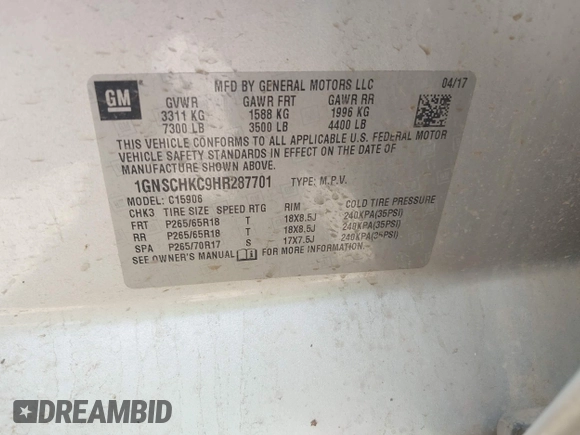 GM MFD BY GENERAL MOTORS LLC 04/17
GVWR GAWR FRT GAWR RR
3311 KG 1588 KG 1996 KG
7300 LB 3500 LB 4400 LB
THIS VEHICLE CONFORMS TO ALL APPLICABLE U.S. FEDERAL MOTOR
VEHICLE SAFETY STANDARDS IN EFFECT ON THE DATE OF
MANUFACTURE SHOWN ABOVE.
1GNSCHKC9HR287701 TYPE: M.P.V.
MODEL: C15906
CHK3 TIRE SIZE SPEED RTG RIM COLD TIRE PRESSURE
FRT P265/65R18 T 18X8.5J 240KPA(35PSI)
RR P265/65R18 T 18X8.5J 240KPA(35PSI)
SPA P265/70R17 S 17X7.5J 240KPA(35PSI)
SEE OWNER'S MANUAL FOR MORE INFORMATION.
DREAMBID